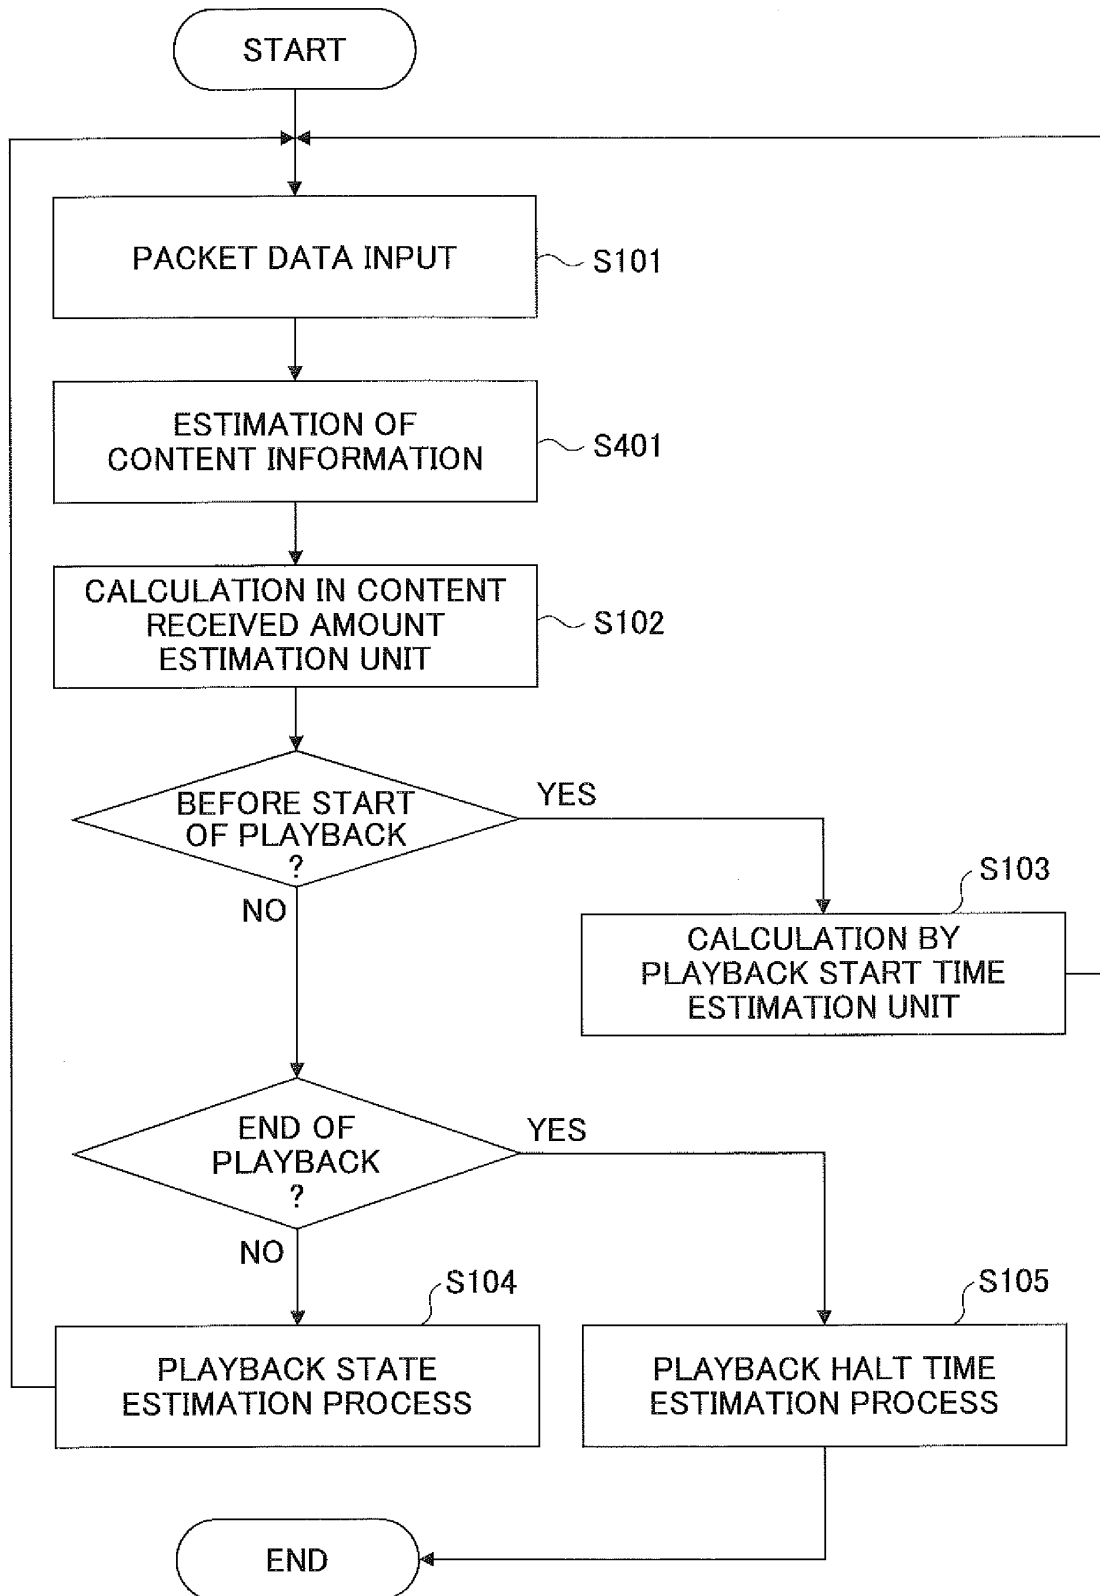 START
PACKET DATA INPUT
S101
ESTIMATION OF
CONTENT INFORMATION
S401
CALCULATION IN CONTENT
RECEIVED AMOUNT
ESTIMATION UNIT
S102
BEFORE START
OF PLAYBACK
?
YES
NO
S103
CALCULATION BY
PLAYBACK START TIME
ESTIMATION UNIT
END OF
PLAYBACK
?
YES
NO
S104
PLAYBACK STATE
ESTIMATION PROCESS
S105
PLAYBACK HALT TIME
ESTIMATION PROCESS
END